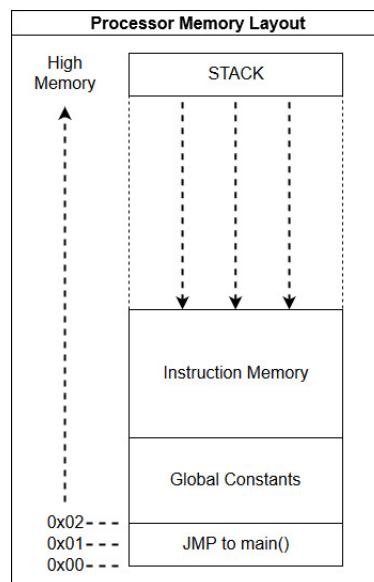 Processor Memory Layout
High
Memory
STACK
Instruction Memory
Global Constants
0x02
0x01
JMP to main()
0x00